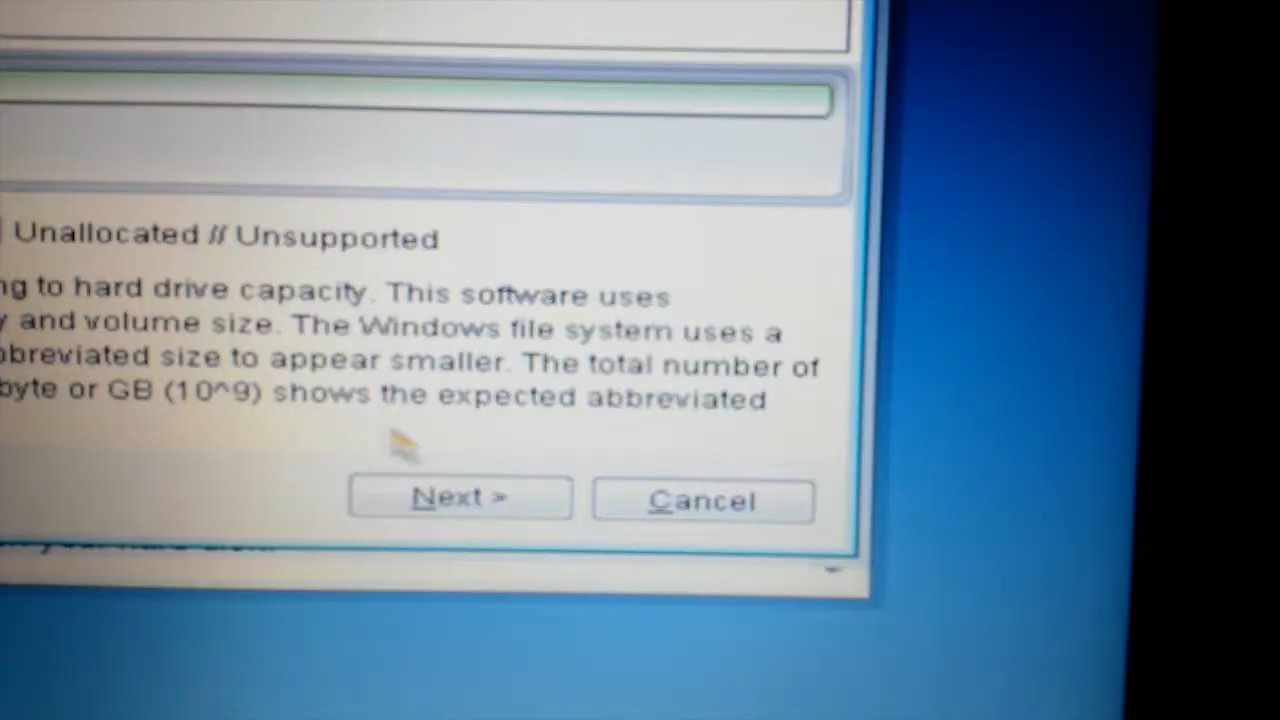 Unallocated // Unsupported
ng to hard drive capacity. This software uses
y and volume size. The Windows file system uses a
bbreviated size to appear smaller. The total number of
byte or GB (10^9) shows the expected abbreviated
Next > Cancel